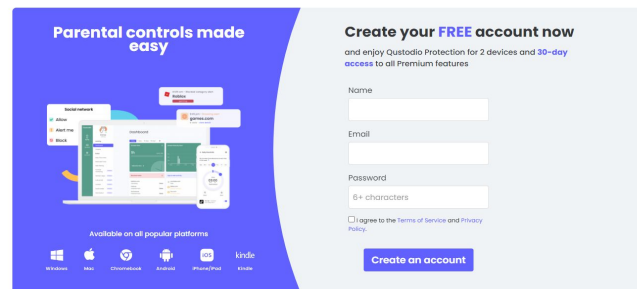 Parental controls made
easy
Roblox
games.com
Social network
Allow
Alert me
Block
Dashboard
Available on all popular platforms
iOS
kindle
Windows
Mac
Chromebook
Android
iPhone/iPad
Kindle
Create your FREE account now
and enjoy Qustodio Protection for 2 devices and 30-day
access to all Premium features
Name
Email
Password
6+ characters
I agree to the Terms of Service and Privacy
Policy.
Create an account